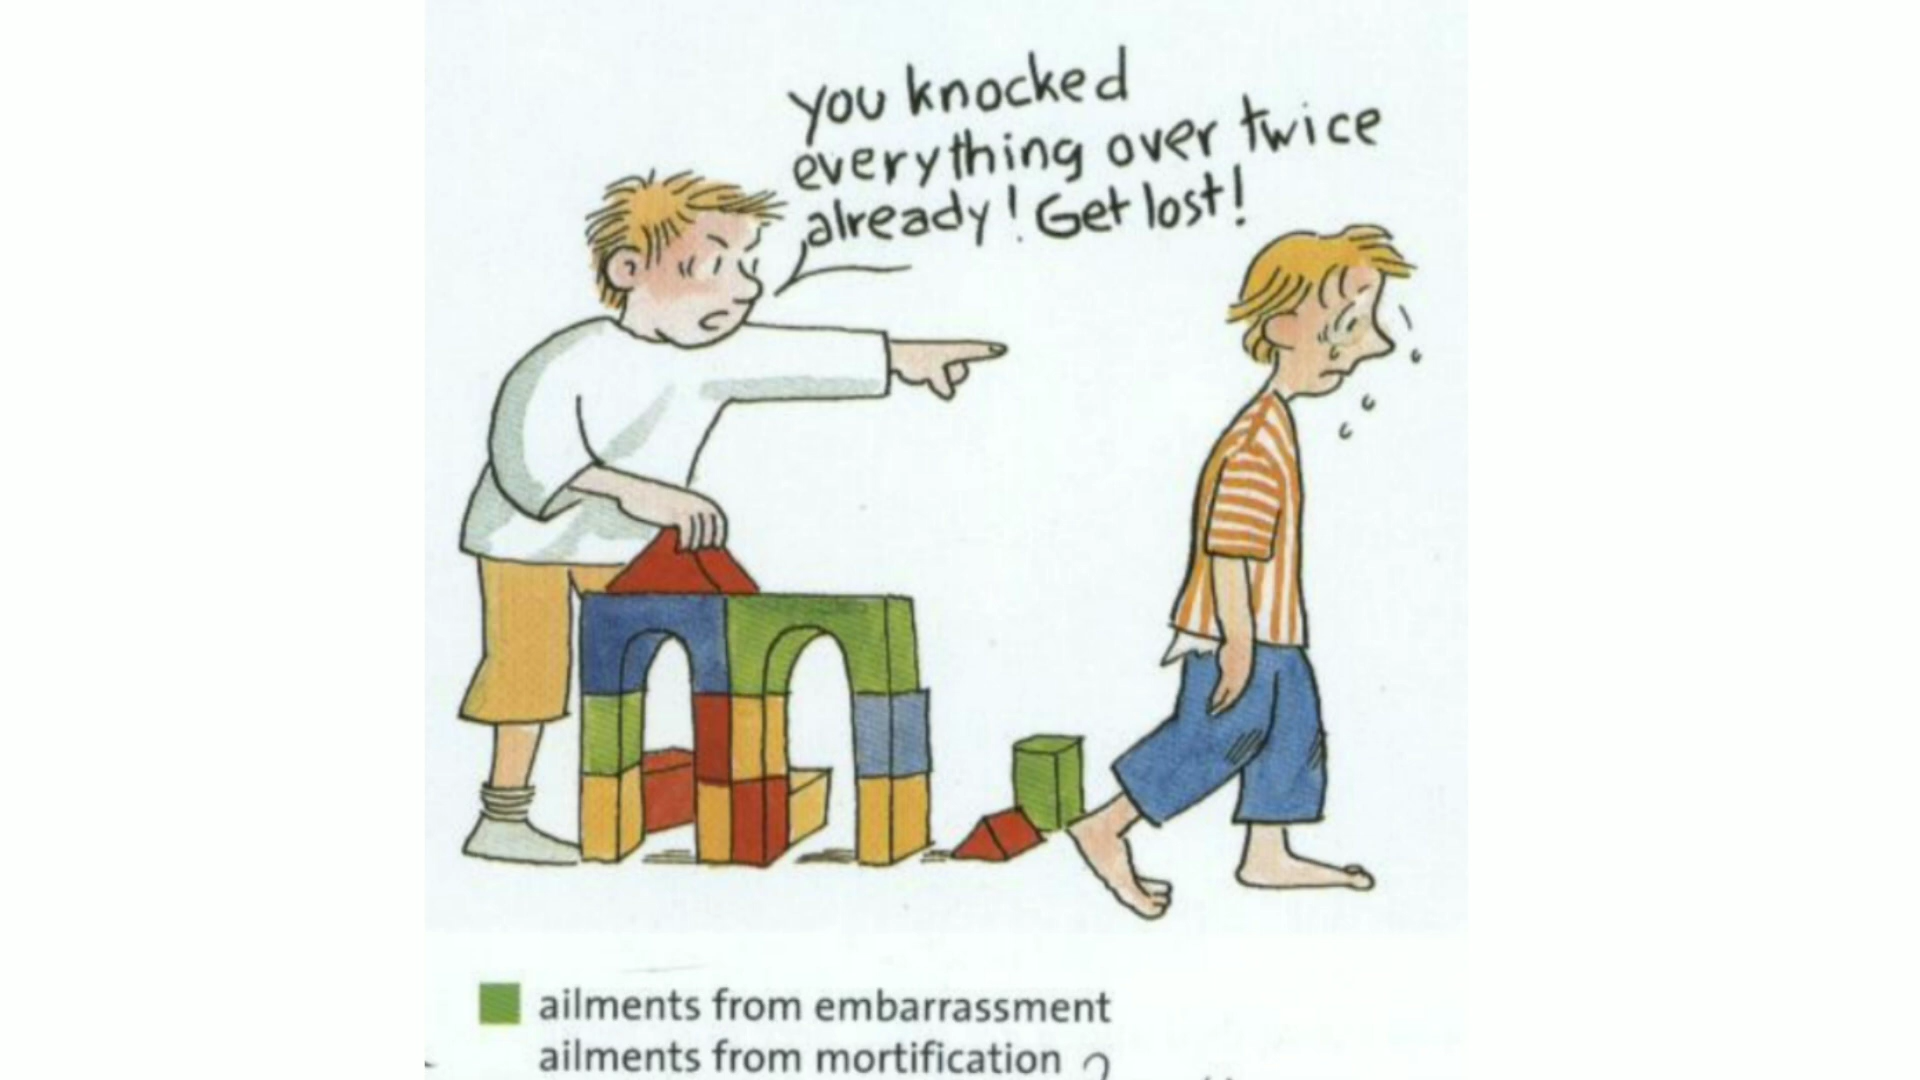 you knocked
everything over twice
already! Get lost!
ailments from embarrassment
ailments from mortification